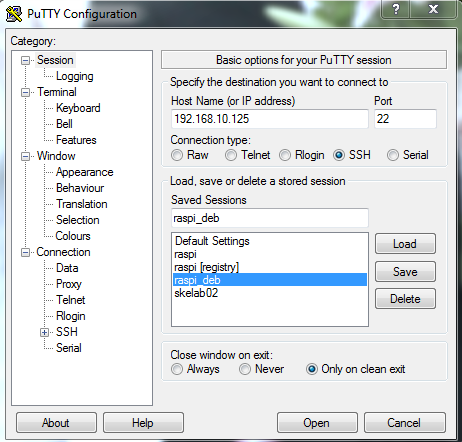 PuTTY Configuration
Category:
Session
Logging
Terminal
Keyboard
Bell
Features
Window
Appearance
Behaviour
Translation
Selection
Colours
Connection
Data
Proxy
Telnet
Rlogin
SSH
Serial
Basic options for your PuTTY session
Specify the destination you want to connect to
Host Name (or IP address) Port
192.168.10.125 22
Connection type:
Raw Telnet Rlogin SSH Serial
Load, save or delete a stored session
Saved Sessions
raspi_deb
Default Settings
raspi
raspi [registry]
raspi_deb
skelab02
Load
Save
Delete
Close window on exit:
Always Never Only on clean exit
About Help Open Cancel